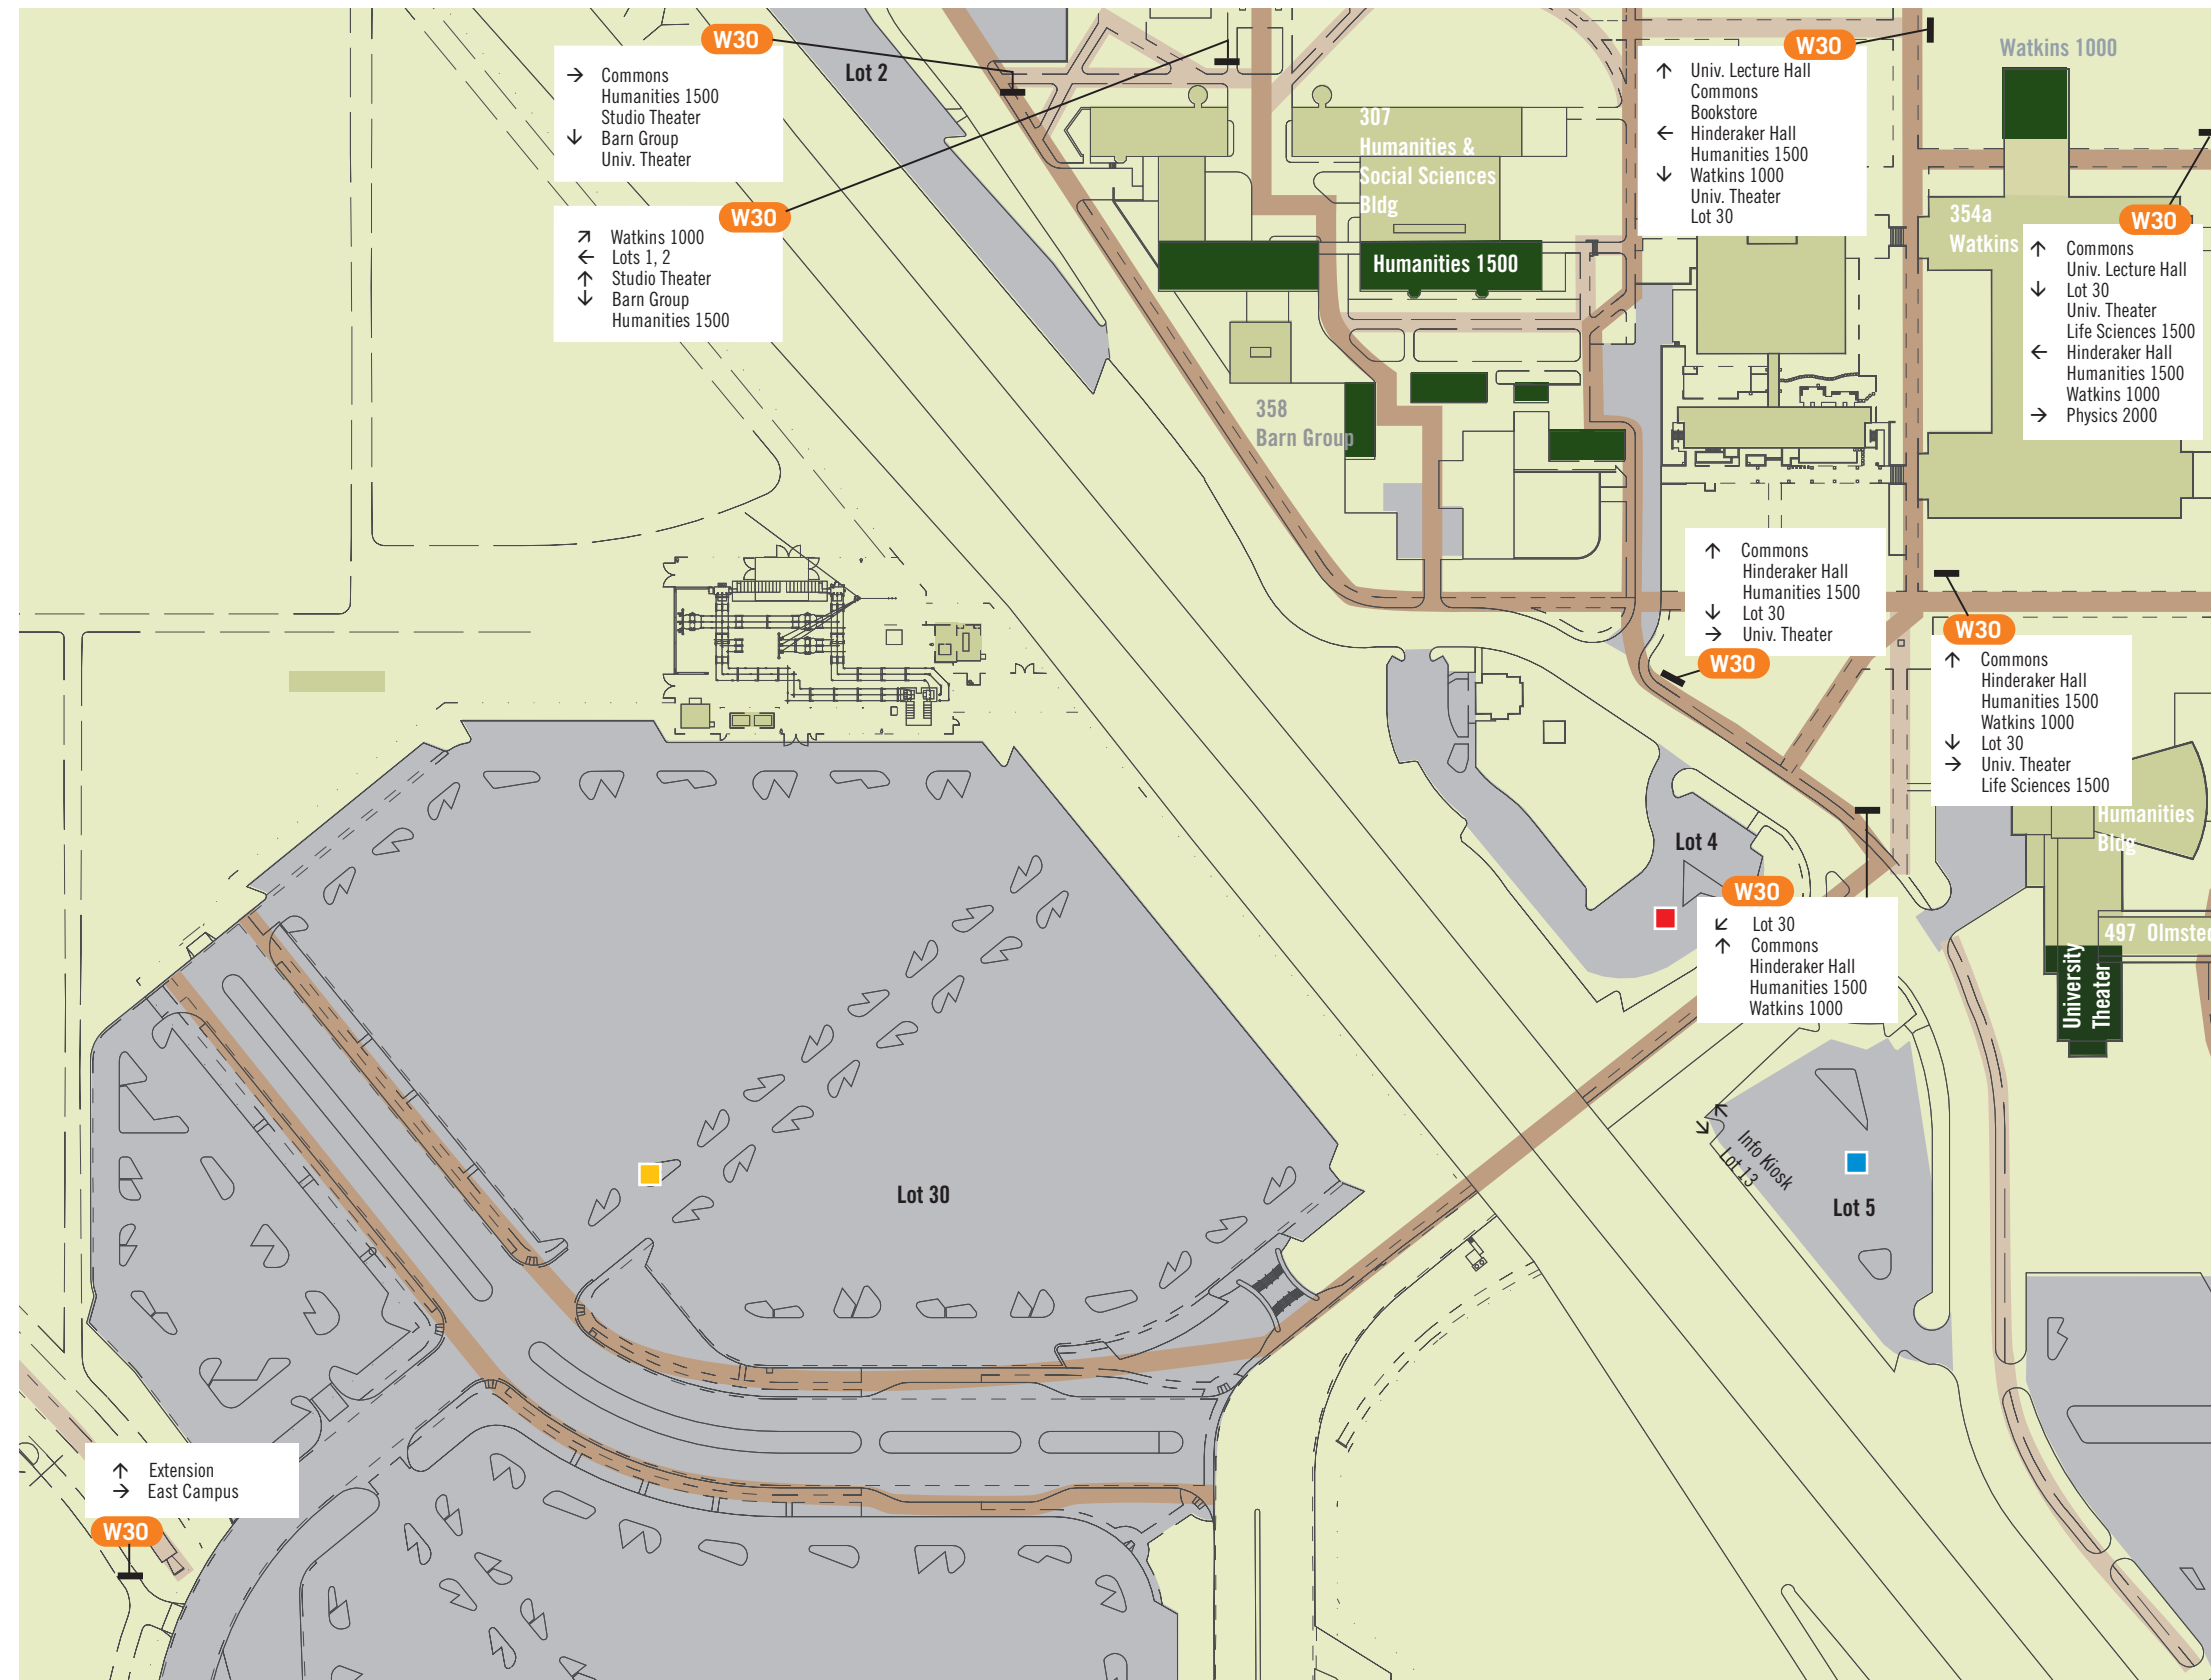 W30
→ Commons
Humanities 1500
Studio Theater
↓ Barn Group
Univ. Theater
Lot 2
W30
↗ Watkins 1000
← Lots 1, 2
↑ Studio Theater
↓ Barn Group
Humanities 1500
307
Humanities &
Social Sciences
Bldg
Humanities 1500
358
Barn Group
W30
↑ Univ. Lecture Hall
Commons
Bookstore
← Hinderaker Hall
Humanities 1500
↓ Watkins 1000
Univ. Theater
Lot 30
Watkins 1000
354a
Watkins
W30
↑ Commons
Univ. Lecture Hall
↓ Lot 30
Univ. Theater
Life Sciences 1500
← Hinderaker Hall
Humanities 1500
Watkins 1000
→ Physics 2000
↑ Commons
Hinderaker Hall
Humanities 1500
↓ Lot 30
→ Univ. Theater
W30
W30
↑ Commons
Hinderaker Hall
Humanities 1500
Watkins 1000
↓ Lot 30
→ Univ. Theater
Life Sciences 1500
Humanities
Bldg
Lot 4
W30
↙ Lot 30
↑ Commons
Hinderaker Hall
Humanities 1500
Watkins 1000
497 Olmsted
University
Theater
Info Kiosk
Lot 13
Lot 5
Lot 30
↑ Extension
→ East Campus
W30